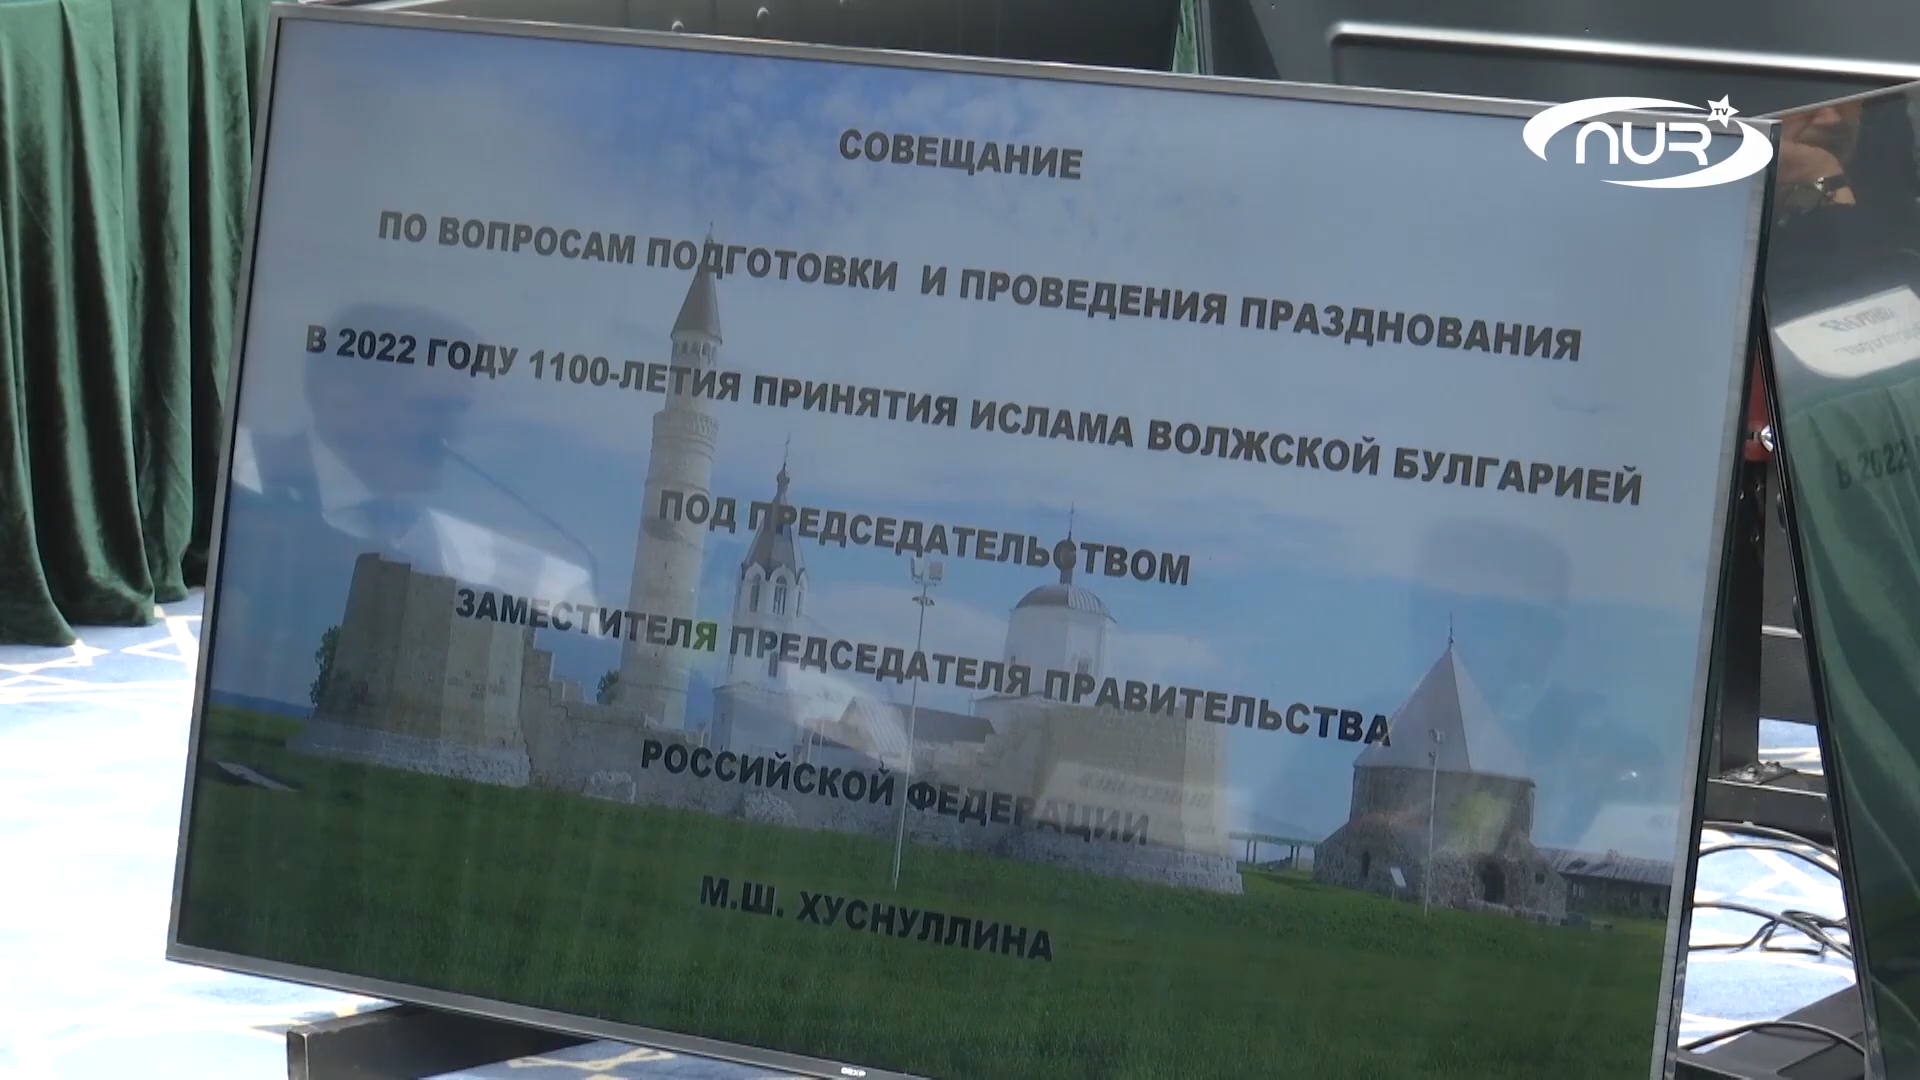 NUR TV
СОВЕЩАНИЕ
ПО ВОПРОСАМ ПОДГОТОВКИ И ПРОВЕДЕНИЯ ПРАЗДНОВАНИЯ
В 2022 ГОДУ 1100-ЛЕТИЯ ПРИНЯТИЯ ИСЛАМА ВОЛЖСКОЙ БУЛГАРИЕЙ
ПОД ПРЕДСЕДАТЕЛЬСТВОМ
ЗАМЕСТИТЕЛЯ ПРЕДСЕДАТЕЛЯ ПРАВИТЕЛЬСТВА
РОССИЙСКОЙ ФЕДЕРАЦИИ
М.Ш. ХУСНУЛЛИНА
В 2022